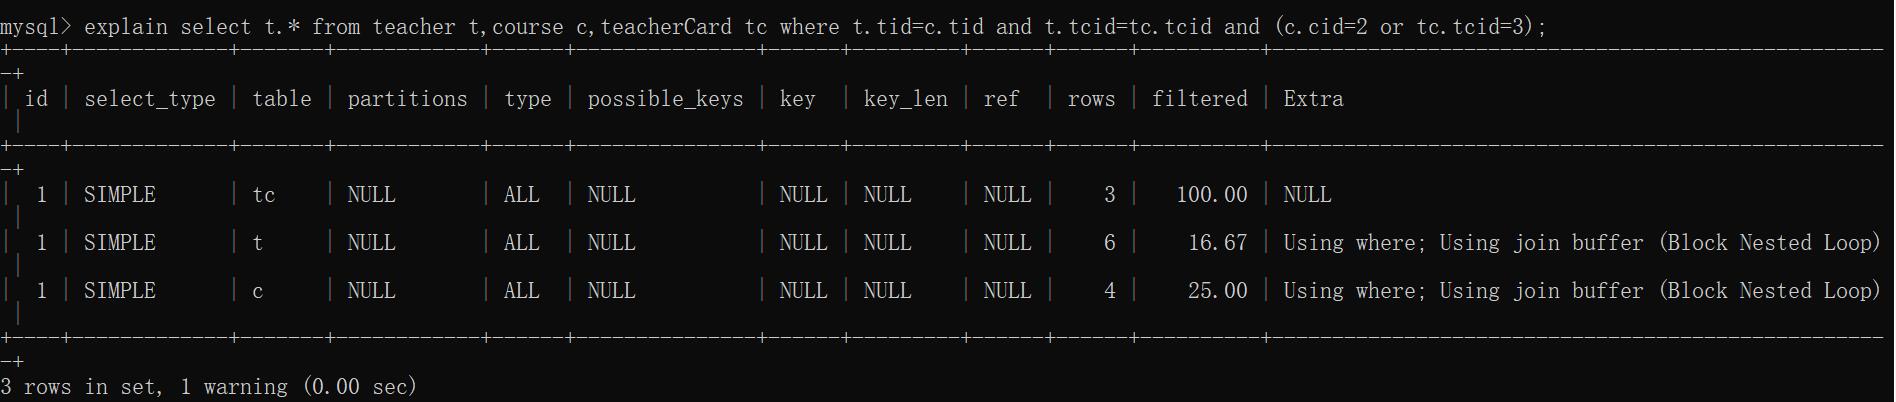 mysql> explain select t.* from teacher t,course c,teacherCard tc where t.tid=c.tid and t.tcid=tc.tcid and (c.cid=2 or tc.tcid=3);
+----+-------------+-------+------------+------+---------------+------+---------+------+------+----------+---------------------------------------------------
-+
| id | select_type | table | partitions | type | possible_keys | key  | key_len | ref  | rows | filtered | Extra
 |
+----+-------------+-------+------------+------+---------------+------+---------+------+------+----------+---------------------------------------------------
-+
|  1 | SIMPLE      | tc    | NULL       | ALL  | NULL          | NULL | NULL    | NULL |    3 |   100.00 | NULL
 |
|  1 | SIMPLE      | t     | NULL       | ALL  | NULL          | NULL | NULL    | NULL |    6 |    16.67 | Using where; Using join buffer (Block Nested Loop)
 |
|  1 | SIMPLE      | c     | NULL       | ALL  | NULL          | NULL | NULL    | NULL |    4 |    25.00 | Using where; Using join buffer (Block Nested Loop)
 |
+----+-------------+-------+------------+------+---------------+------+---------+------+------+----------+---------------------------------------------------
-+
3 rows in set, 1 warning (0.00 sec)